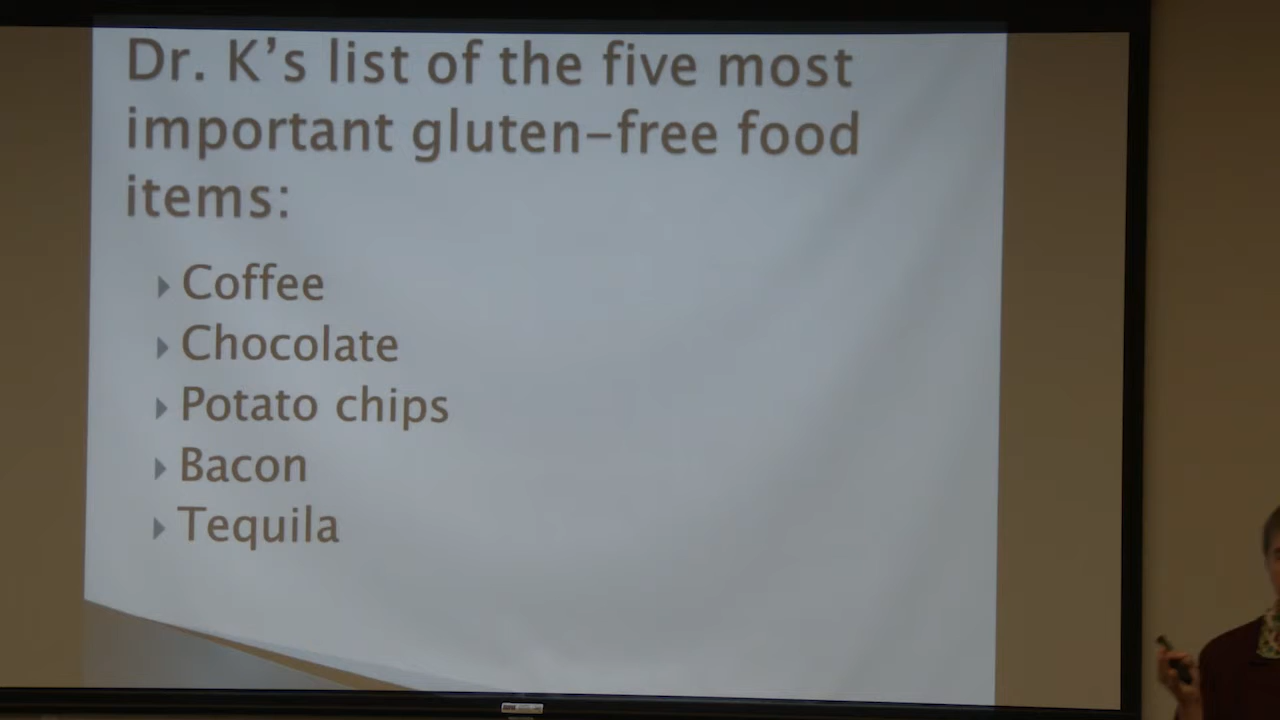 Dr. K’s list of the five most
important gluten-free food
items:
Coffee
Chocolate
Potato chips
Bacon
Tequila